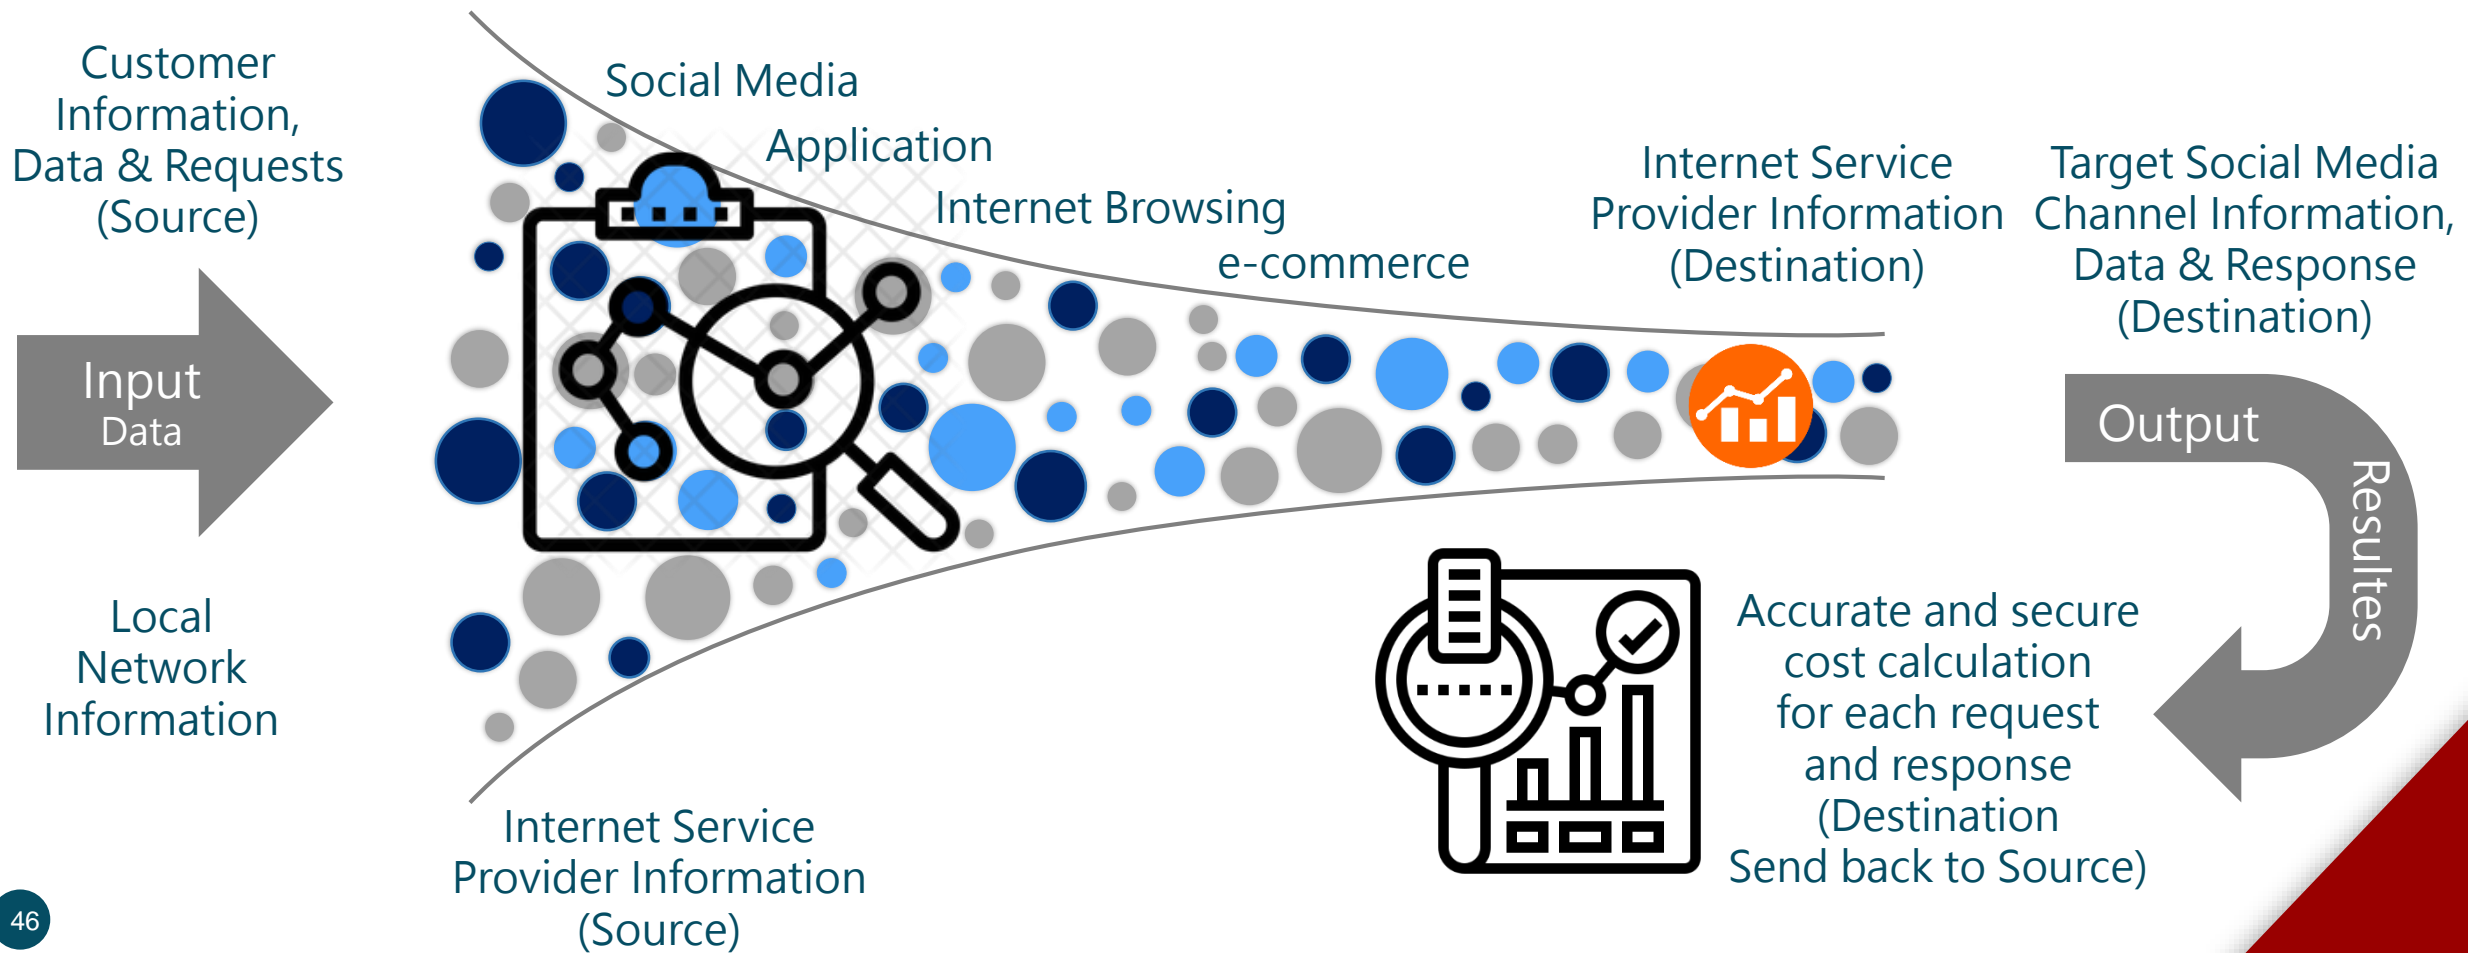 Customer
Information,
Data & Requests
(Source)
Input
Data
Local
Network
Information
Social Media
Application
Internet Browsing
e-commerce
Internet Service
Provider Information
(Source)
Internet Service
Provider Information
(Destination)
Target Social Media
Channel Information,
Data & Response
(Destination)
Output
Resultes
Accurate and secure
cost calculation
for each request
and response
(Destination
Send back to Source)
46